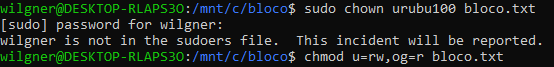 wilgner@DESKTOP-RLAPS3O:/mnt/c/bloco$ sudo chown urubu100 bloco.txt
[sudo] password for wilgner:
wilgner is not in the sudoers file.  This incident will be reported.
wilgner@DESKTOP-RLAPS3O:/mnt/c/bloco$ chmod u=rw,og=r bloco.txt